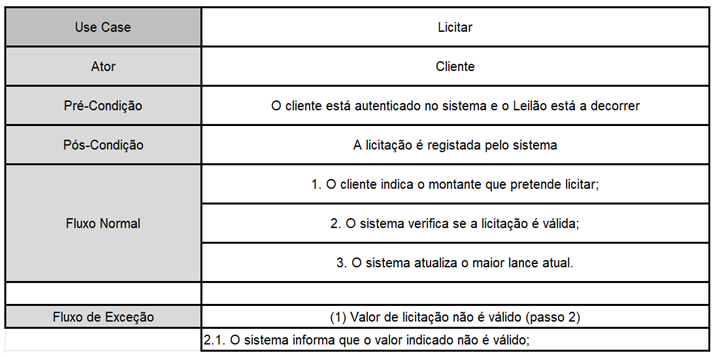 Use Case Licitar
Ator Cliente
Pré-Condição O cliente está autenticado no sistema e o Leilão está a decorrer
Pós-Condição A licitação é registada pelo sistema
Fluxo Normal
1. O cliente indica o montante que pretende licitar;
2. O sistema verifica se a licitação é válida;
3. O sistema atualiza o maior lance atual.
Fluxo de Exceção (1) Valor de licitação não é válido (passo 2)
2.1. O sistema informa que o valor indicado não é válido;